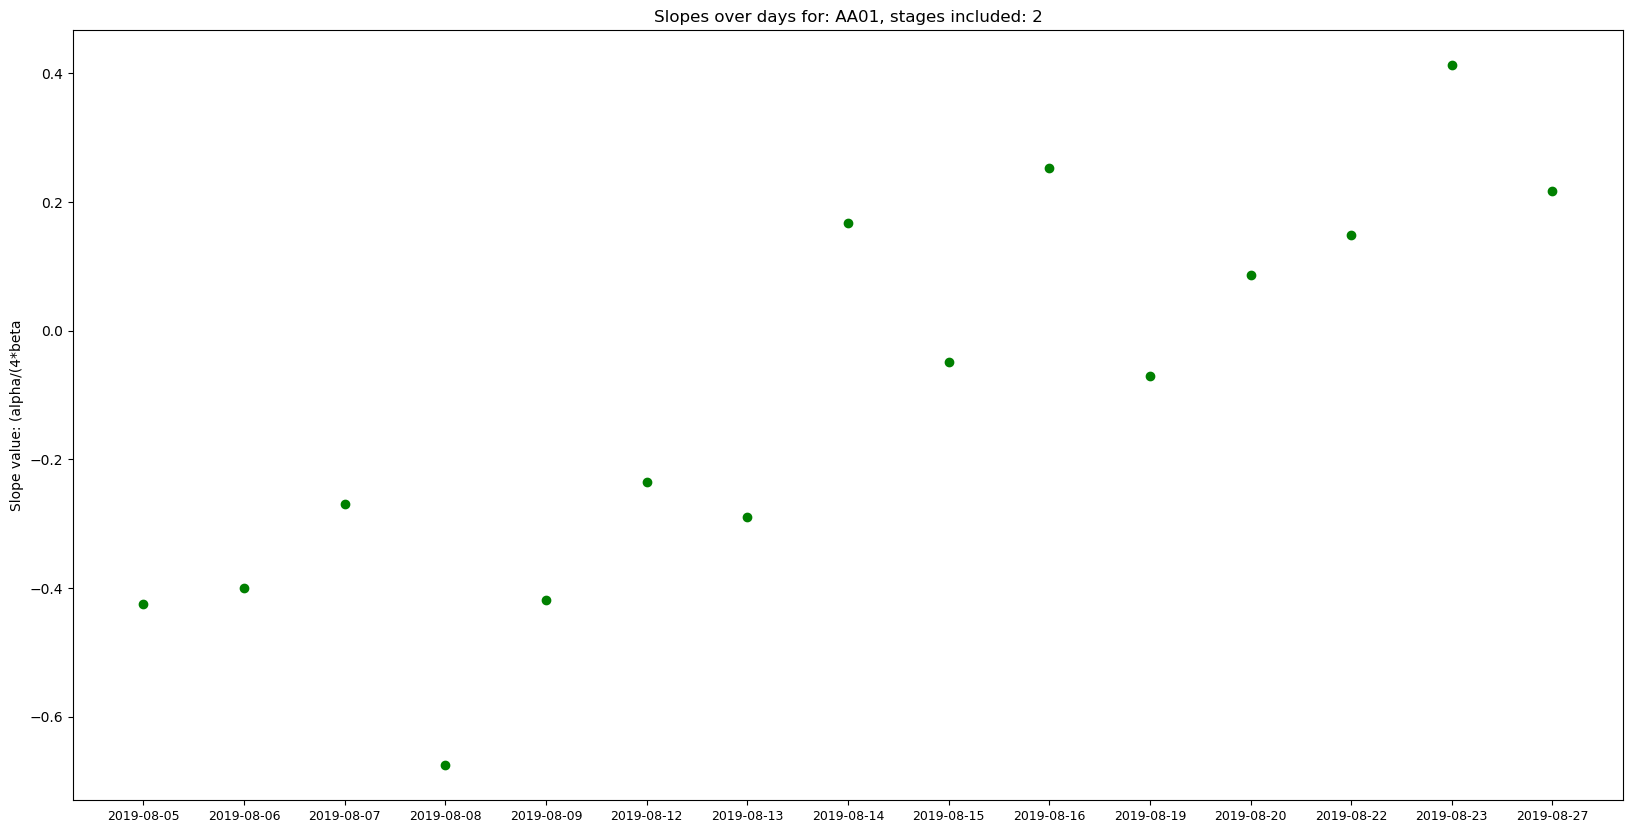 Slopes over days for: AA01, stages included: 2
Slope value: (alpha/(4*beta
0.4
0.2
0.0
−0.2
−0.4
−0.6
2019-08-05 2019-08-06 2019-08-07 2019-08-08 2019-08-09 2019-08-12 2019-08-13 2019-08-14 2019-08-15 2019-08-16 2019-08-19 2019-08-20 2019-08-22 2019-08-23 2019-08-27